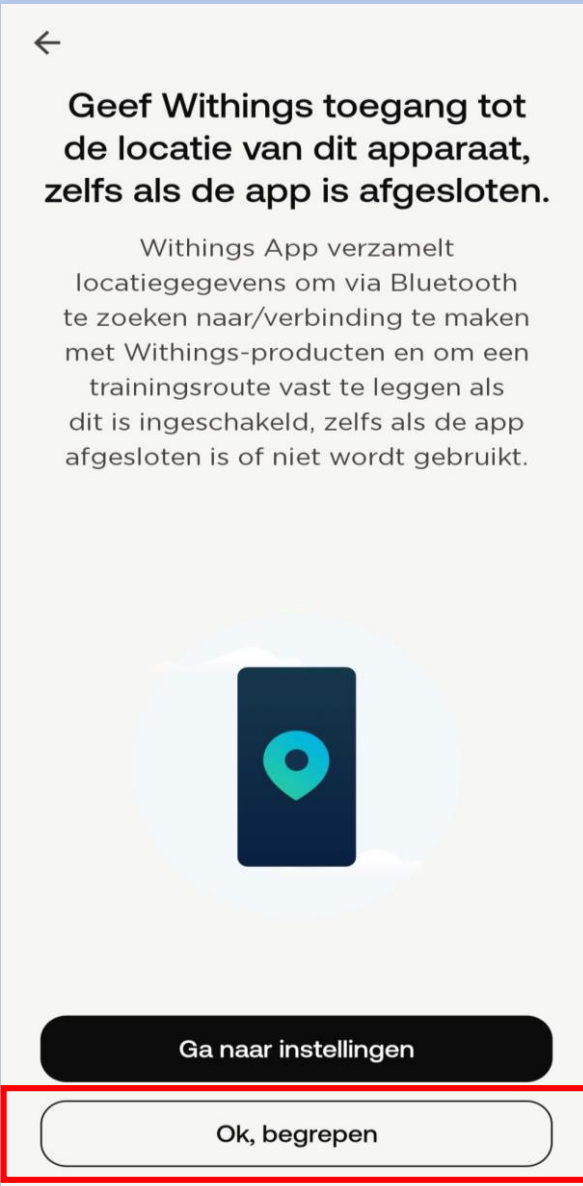 Geef Withings toegang tot
de locatie van dit apparaat,
zelfs als de app is afgesloten.
Withings App verzamelt
locatiegegevens om via Bluetooth
te zoeken naar/verbinding te maken
met Withings-producten en om een
trainingsroute vast te leggen als
dit is ingeschakeld, zelfs als de app
afgesloten is of niet wordt gebruikt.
Ga naar instellingen
Ok, begrepen